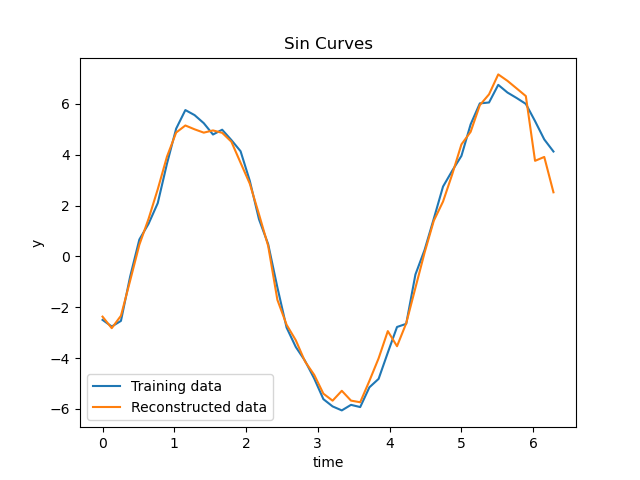 Sin Curves
y
6
4
2
0
−2
−4
−6
Training data
Reconstructed data
0 1 2 3 4 5 6
time